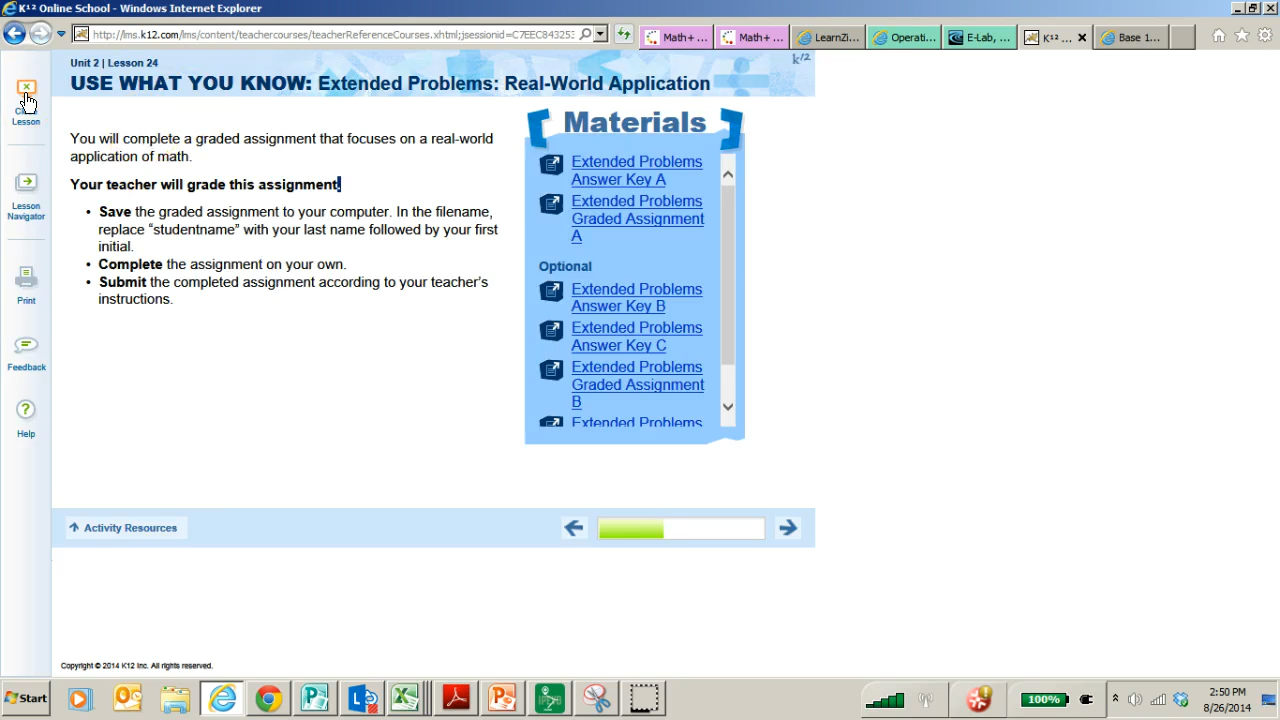 K¹² Online School - Windows Internet Explorer
http://lms.k12.com/lms/content/teachercourses/teacherReferenceCourses.xhtml;jsessionid=C7EEC843253
Math+ ...
Math+ ...
LearnZi...
Operati...
E-Lab, ...
K¹² ...
Base 1...
Unit 2 | Lesson 24
USE WHAT YOU KNOW: Extended Problems: Real-World Application
k¹²
Lesson
Lesson
Navigator
Print
Feedback
Help
You will complete a graded assignment that focuses on a real-world
application of math.
Your teacher will grade this assignment.
• Save the graded assignment to your computer. In the filename,
replace “studentname” with your last name followed by your first
initial.
• Complete the assignment on your own.
• Submit the completed assignment according to your teacher’s
instructions.
Materials
Extended Problems
Answer Key A
Extended Problems
Graded Assignment
A
Optional
Extended Problems
Answer Key B
Extended Problems
Answer Key C
Extended Problems
Graded Assignment
B
Extended Problems
Activity Resources
Copyright © 2014 K12 Inc. All rights reserved.
Start
100%
2:50 PM
8/26/2014